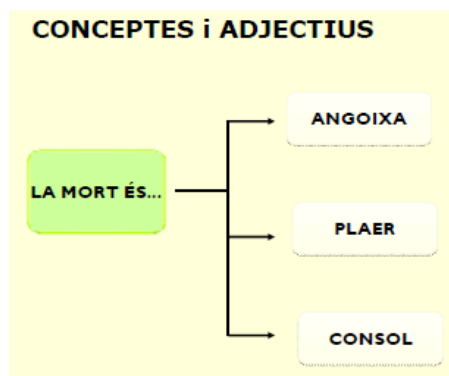 CONCEPTES i ADJECTIUS
ANGOIXA
LA MORT ÉS...
PLAER
CONSOL